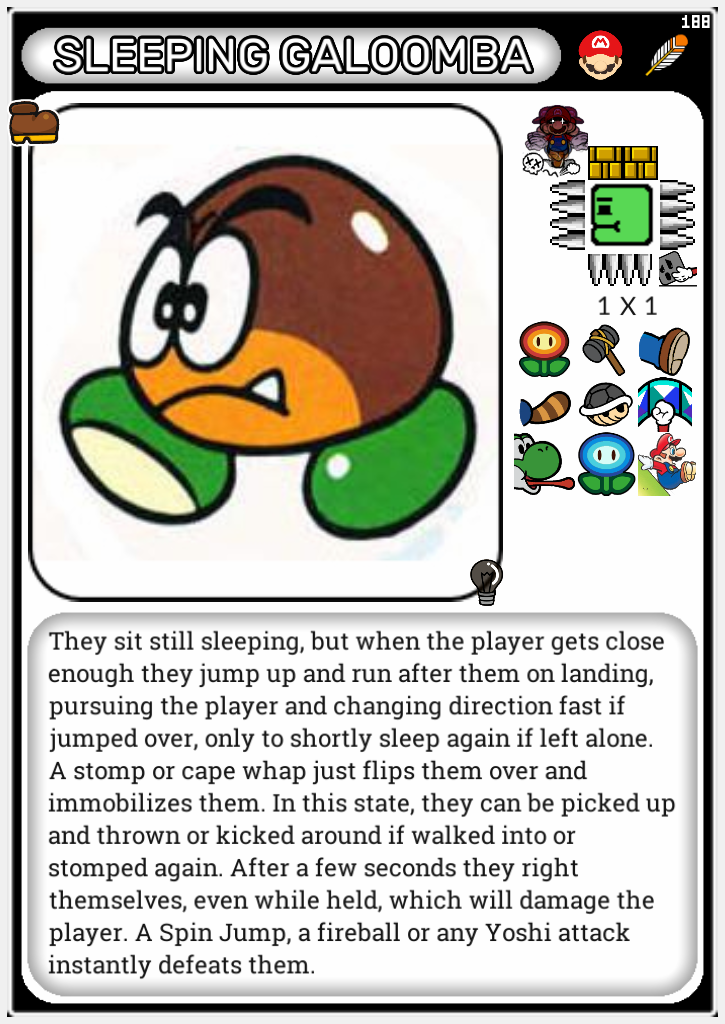 188
SLEEPING GALOOMBA
1 X 1
They sit still sleeping, but when the player gets close
enough they jump up and run after them on landing,
pursuing the player and changing direction fast if
jumped over, only to shortly sleep again if left alone.
A stomp or cape whap just flips them over and
immobilizes them. In this state, they can be picked up
and thrown or kicked around if walked into or
stomped again. After a few seconds they right
themselves, even while held, which will damage the
player. A Spin Jump, a fireball or any Yoshi attack
instantly defeats them.